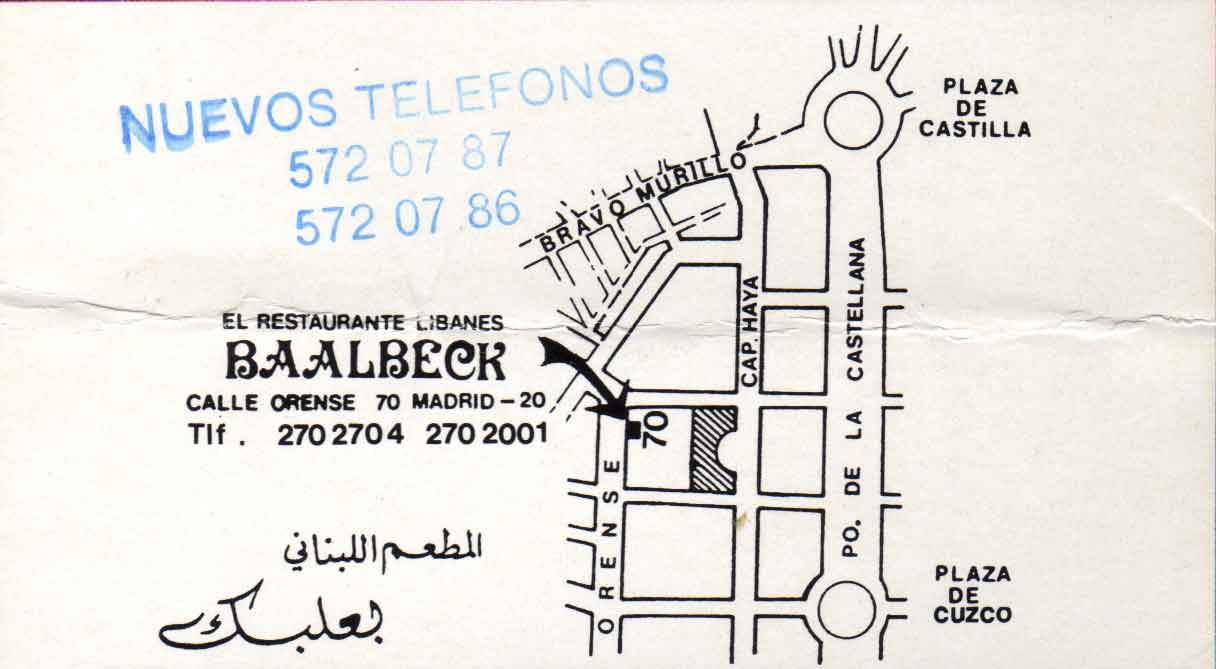 NUEVOS TELEFONOS
572 07 87
572 07 86
EL RESTAURANTE LIBANES
BAALBECK
CALLE ORENSE 70 MADRID - 20
Tlf. 270 2704 270 2001
المطعم اللبناني
بعلبك
PLAZA
DE
CASTILLA
BRAVO MURILLO
CAP. HAYA
PO. DE LA CASTELLANA
70
ORENSE
PLAZA
DE
CUZCO